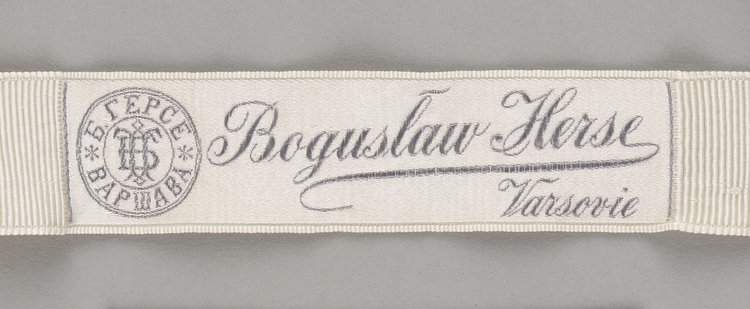 Б. ГЕРСЕ
* ВАРШАВА *
Bogusław Herse
Varsovie